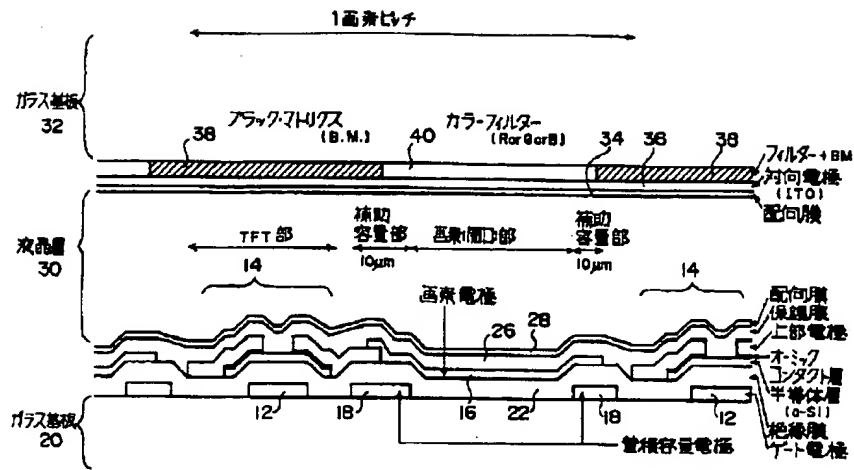 1画素ピッチ
ガラス基板
32
ブラック・マトリクス
(B.M.)
38
40
カラーフィルター
(RorGorB)
34
36
38
フィルター+BM
対向電極
(ITO)
配向膜
液晶層
30
TFT部
補助
容量部
10μm
画素開口部
補助
容量部
10μm
14
14
画素電極
26
28
配向膜
保護膜
上部電極
オーミック
コンタクト層
半導体層
(a-Si)
絶縁膜
ゲート電極
12
18
16
22
18
12
ガラス基板
20
蓄積容量電極